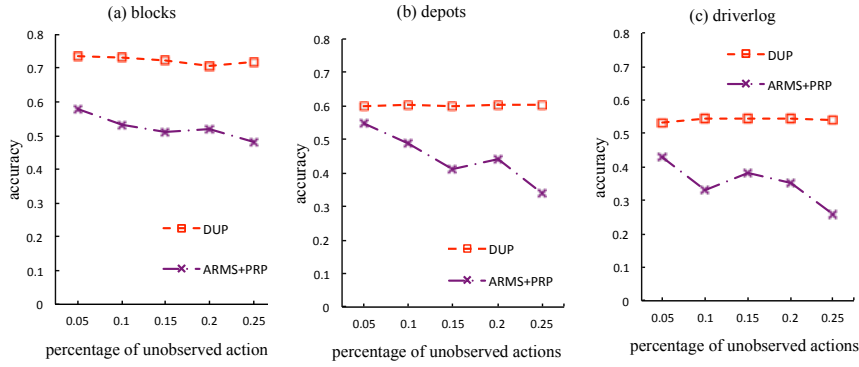 (a) blocks
0.8
0.7
0.6
0.5
0.4
0.3
0.2
0.1
0
accuracy
DUP
ARMS+PRP
0.05 0.1 0.15 0.2 0.25
percentage of unobserved action
(b) depots
0.8
0.7
0.6
0.5
0.4
0.3
0.2
0.1
0
accuracy
DUP
ARMS+PRP
0.05 0.1 0.15 0.2 0.25
percentage of unobserved actions
(c) driverlog
0.8
0.7
0.6
0.5
0.4
0.3
0.2
0.1
0
accuracy
DUP
ARMS+PRP
0.05 0.1 0.15 0.2 0.25
percentage of unobserved actions